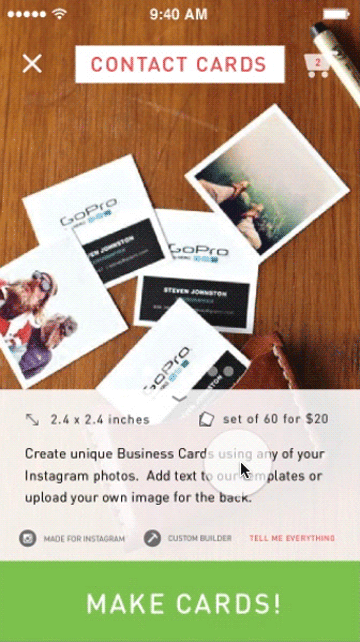 9:40 AM
CONTACT CARDS
2
GoPro
GoPro
STEVEN JOHNSTON
STEVEN JOHNSTON
GoPro
2.4 x 2.4 inches
set of 60 for $20
Create unique Business Cards using any of your
Instagram photos. Add text to our templates or
upload your own image for the back.
MADE FOR INSTAGRAM
CUSTOM BUILDER
TELL ME EVERYTHING
MAKE CARDS!